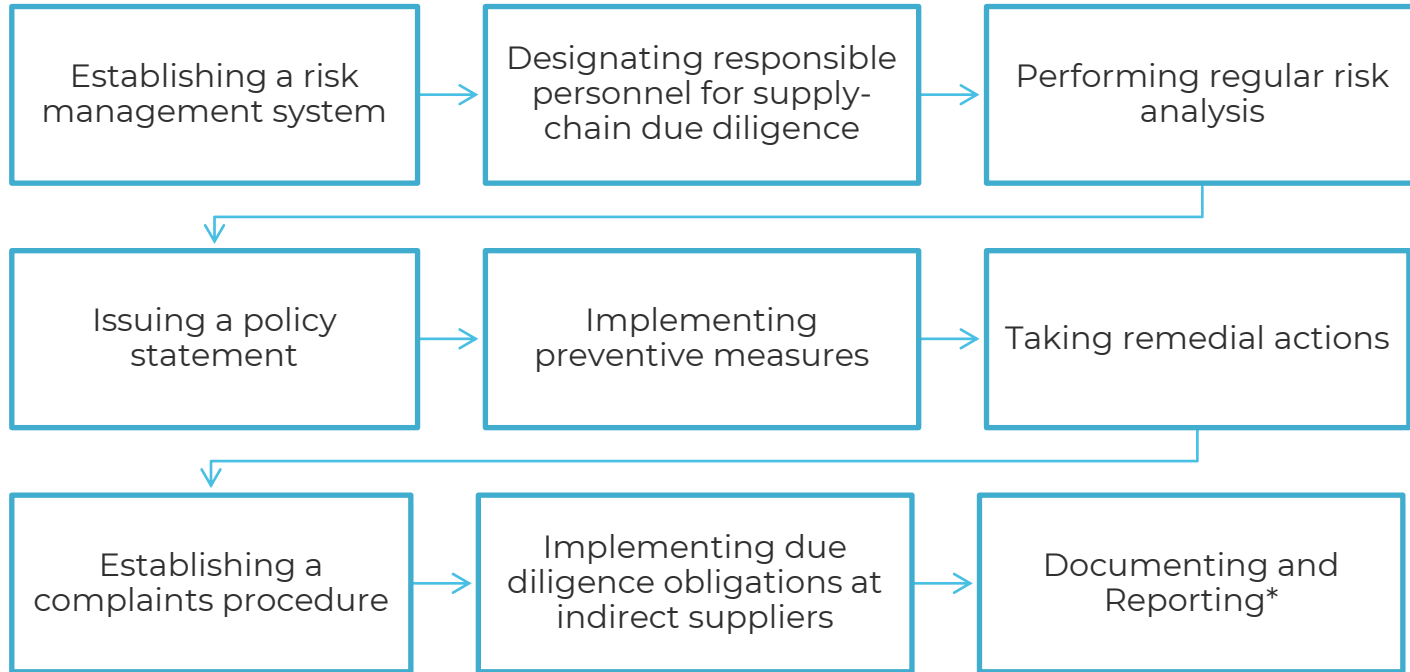 Establishing a risk
management system
Designating responsible
personnel for supply-
chain due diligence
Performing regular risk
analysis
Issuing a policy
statement
Implementing
preventive measures
Taking remedial actions
Establishing a
complaints procedure
Implementing due
diligence obligations at
indirect suppliers
Documenting and
Reporting*